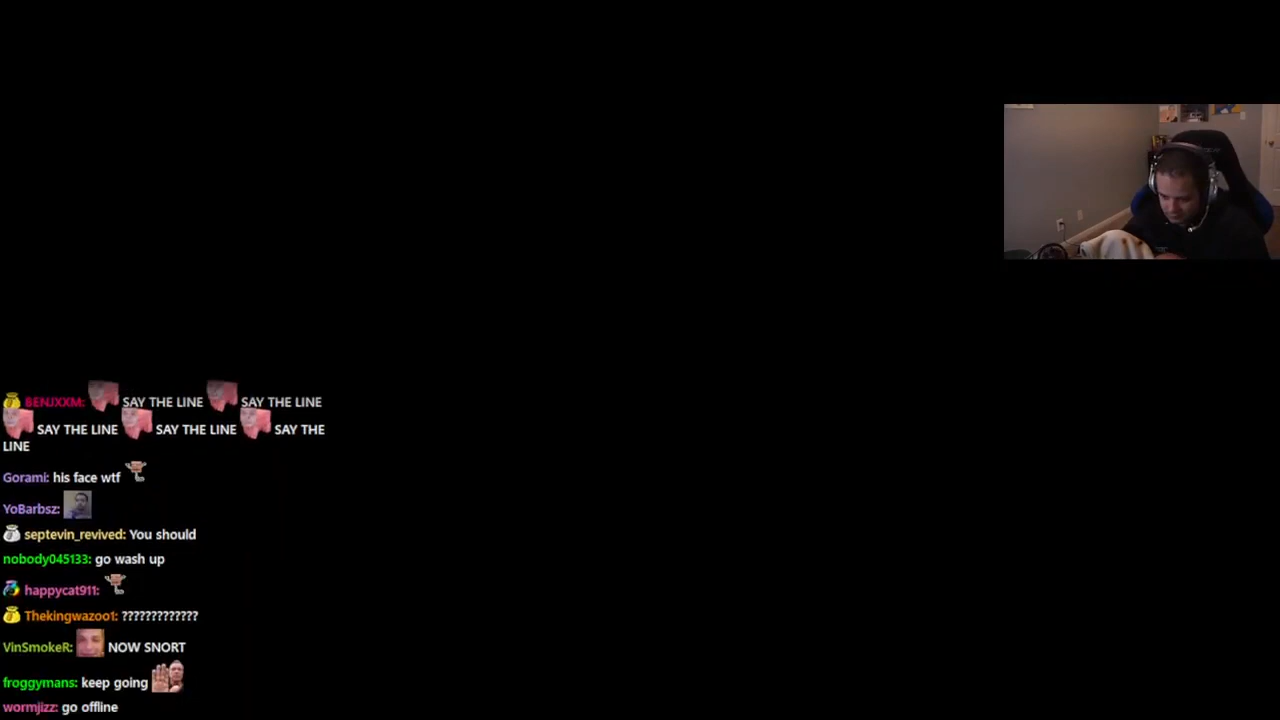 BENJXXM: SAY THE LINE SAY THE LINE
SAY THE LINE SAY THE LINE SAY THE
LINE
Gorami: his face wtf
YoBarbsz:
septevin_revived: You should
nobody045133: go wash up
happycat911:
Thekingwazoo1: ?????????????
VinSmokeR: NOW SNORT
froggymans: keep going
wormjizz: go offline